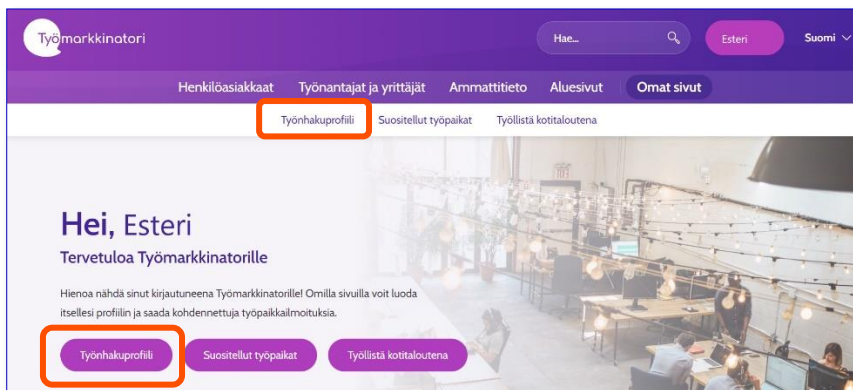 Työmarkkinatori
Hae...
Esteri
Suomi
Henkilöasiakkaat Työnantajat ja yrittäjät Ammattitieto Aluesivut Omat sivut
Työnhakuprofiili Suositellut työpaikat Työllistä kotitaloutena
Hei, Esteri
Tervetuloa Työmarkkinatorille
Hienoa nähdä sinut kirjautuneena Työmarkkinatorille! Omilla sivuilla voit luoda
itsellesi profiilin ja saada kohdennettuja työpaikkailmoituksia.
Työnhakuprofiili Suositellut työpaikat Työllistä kotitaloutena